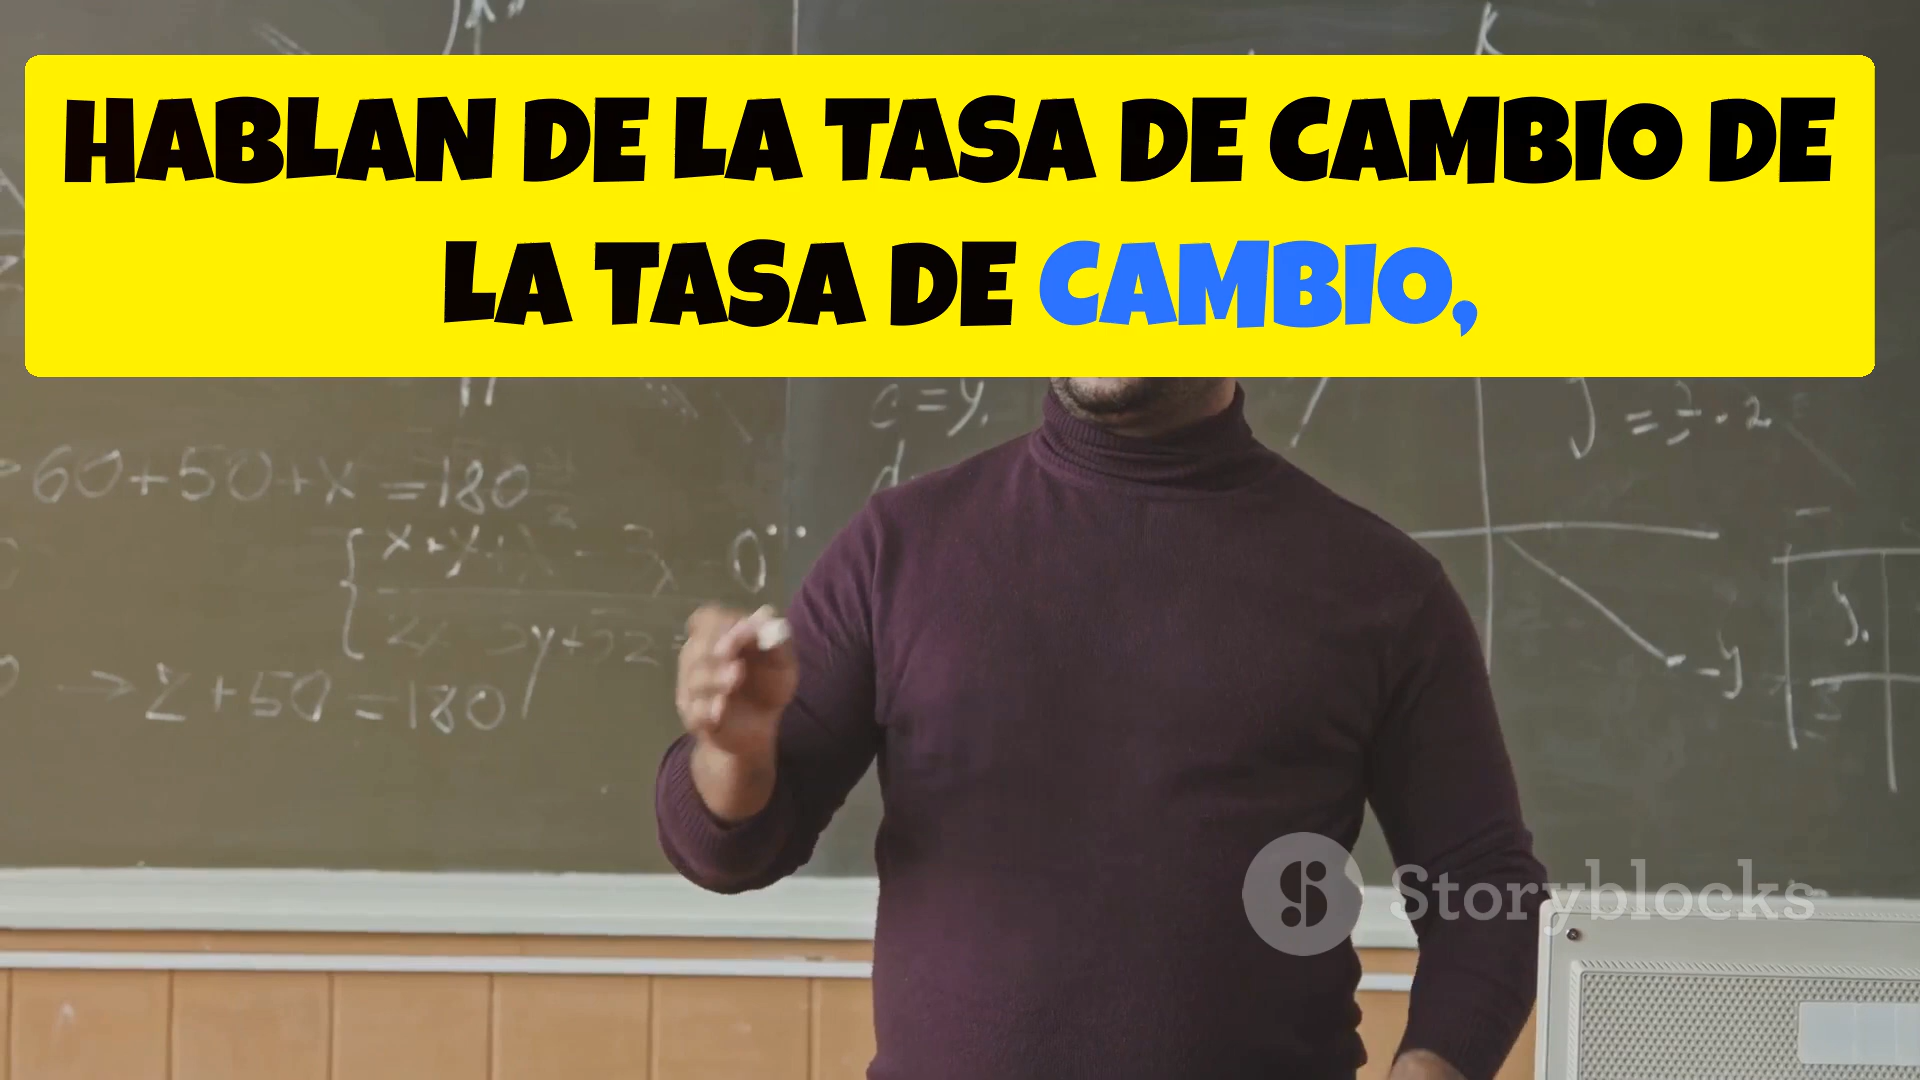 HABLAN DE LA TASA DE CAMBIO DE
LA TASA DE CAMBIO,
K
c = y.
60+50+x = 180
→ z + 50 = 180
-y
y.
Storyblocks